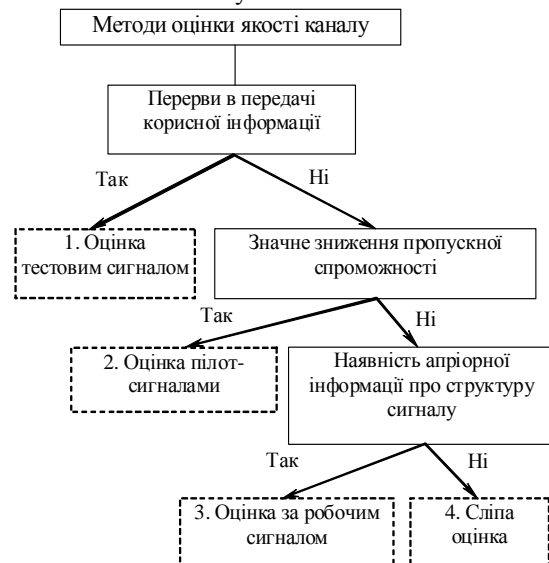 Методи оцінки якості каналу
Перерви в передачі
корисної інформації
Так
Ні
1. Оцінка
тестовим сигналом
Значне зниження пропускної
спроможності
Так
Ні
2. Оцінка пілот-
сигналами
Наявність апріорної
інформації про структуру
сигналу
Так
Ні
3. Оцінка за робочим
сигналом
4. Сліпа
оцінка